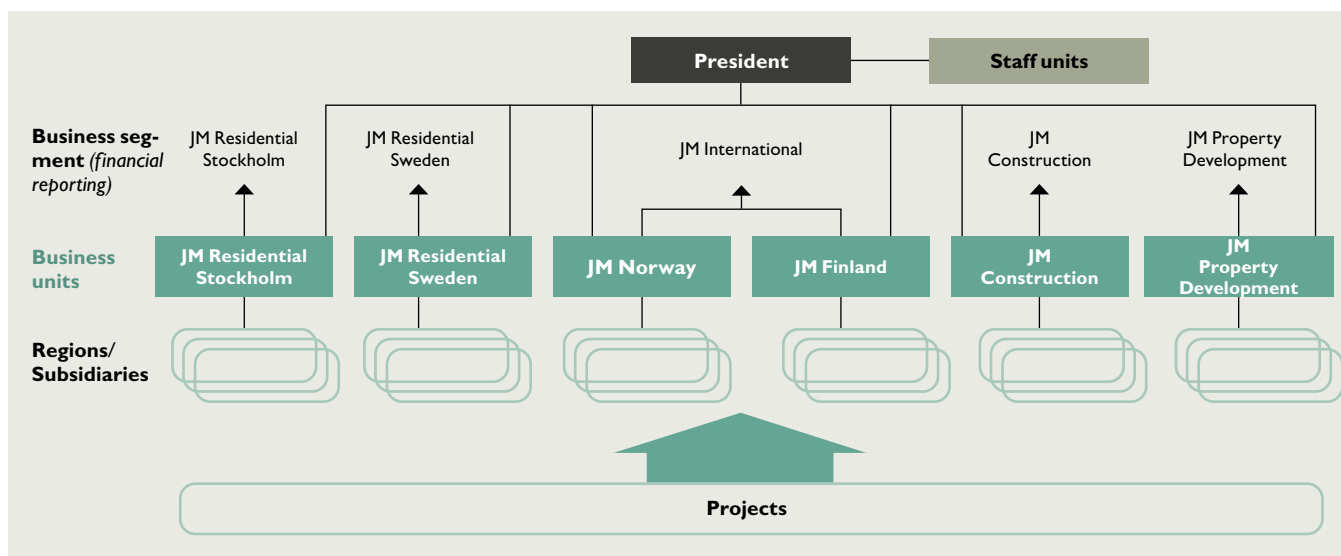 President
Staff units
Business seg-
ment (financial
reporting)
JM Residential
Stockholm
JM Residential
Sweden
JM International
JM
Construction
JM Property
Development
Business
units
JM Residential
Stockholm
JM Residential
Sweden
JM Norway
JM Finland
JM
Construction
JM
Property
Development
Regions/
Subsidiaries
Projects